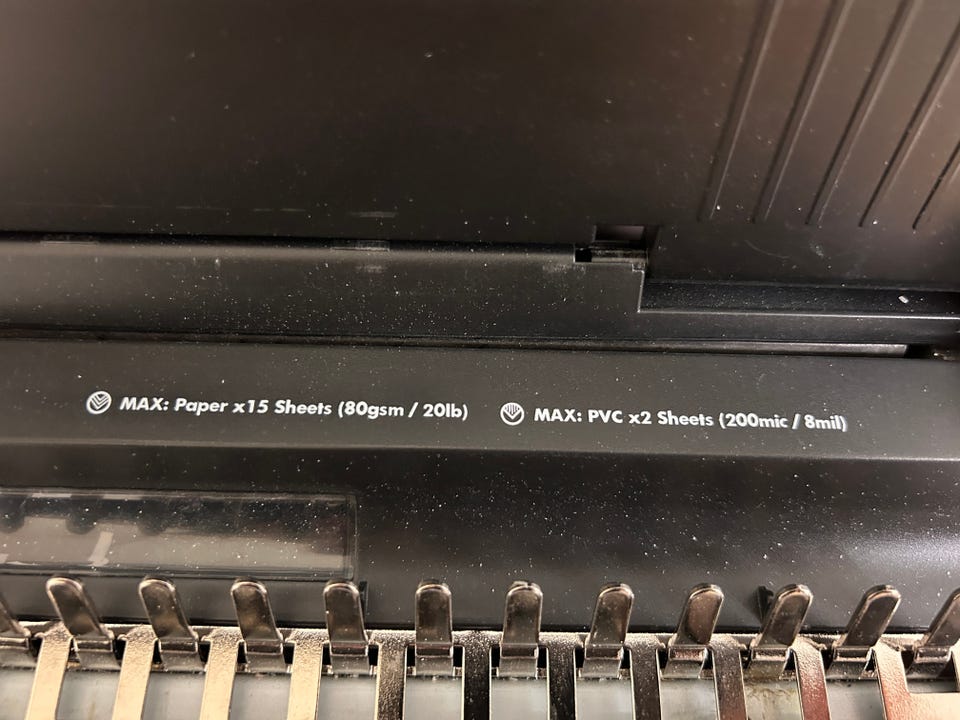 MAX: Paper x15 Sheets (80gsm / 20lb)
MAX: PVC x2 Sheets (200mic / 8mil)